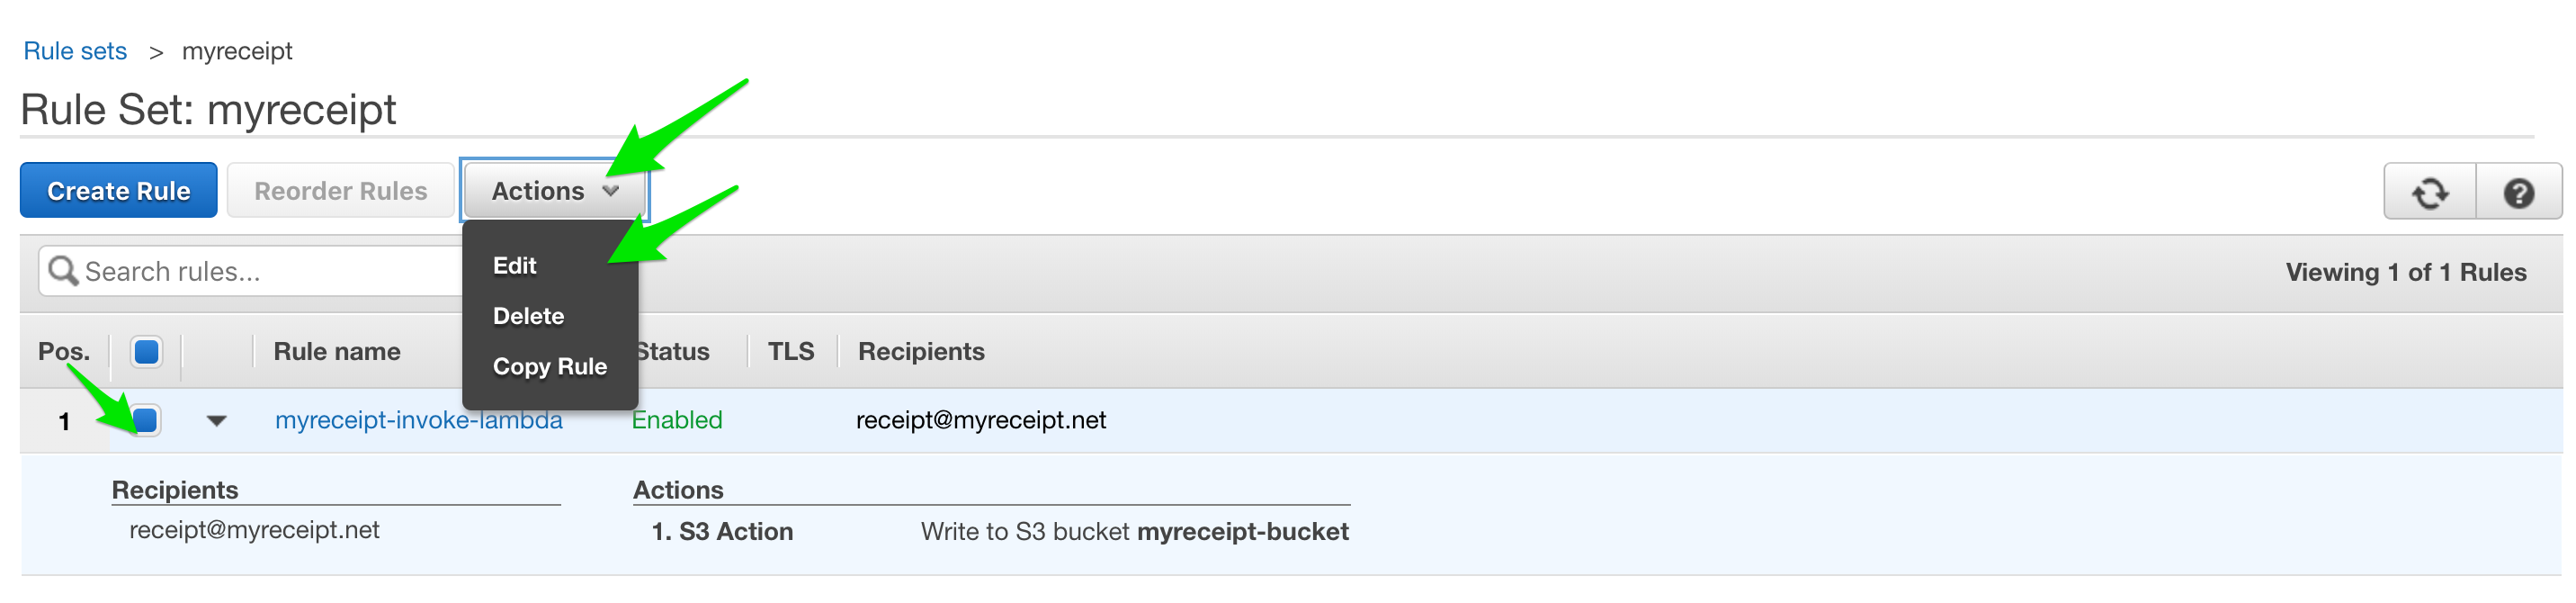 Rule sets > myreceipt
Rule Set: myreceipt
Create Rule Reorder Rules Actions
Edit
Delete
Copy Rule
Search rules...
Viewing 1 of 1 Rules
Pos. Rule name Status TLS Recipients
1 myreceipt-invoke-lambda Enabled receipt@myreceipt.net
Recipients Actions
receipt@myreceipt.net 1. S3 Action Write to S3 bucket myreceipt-bucket